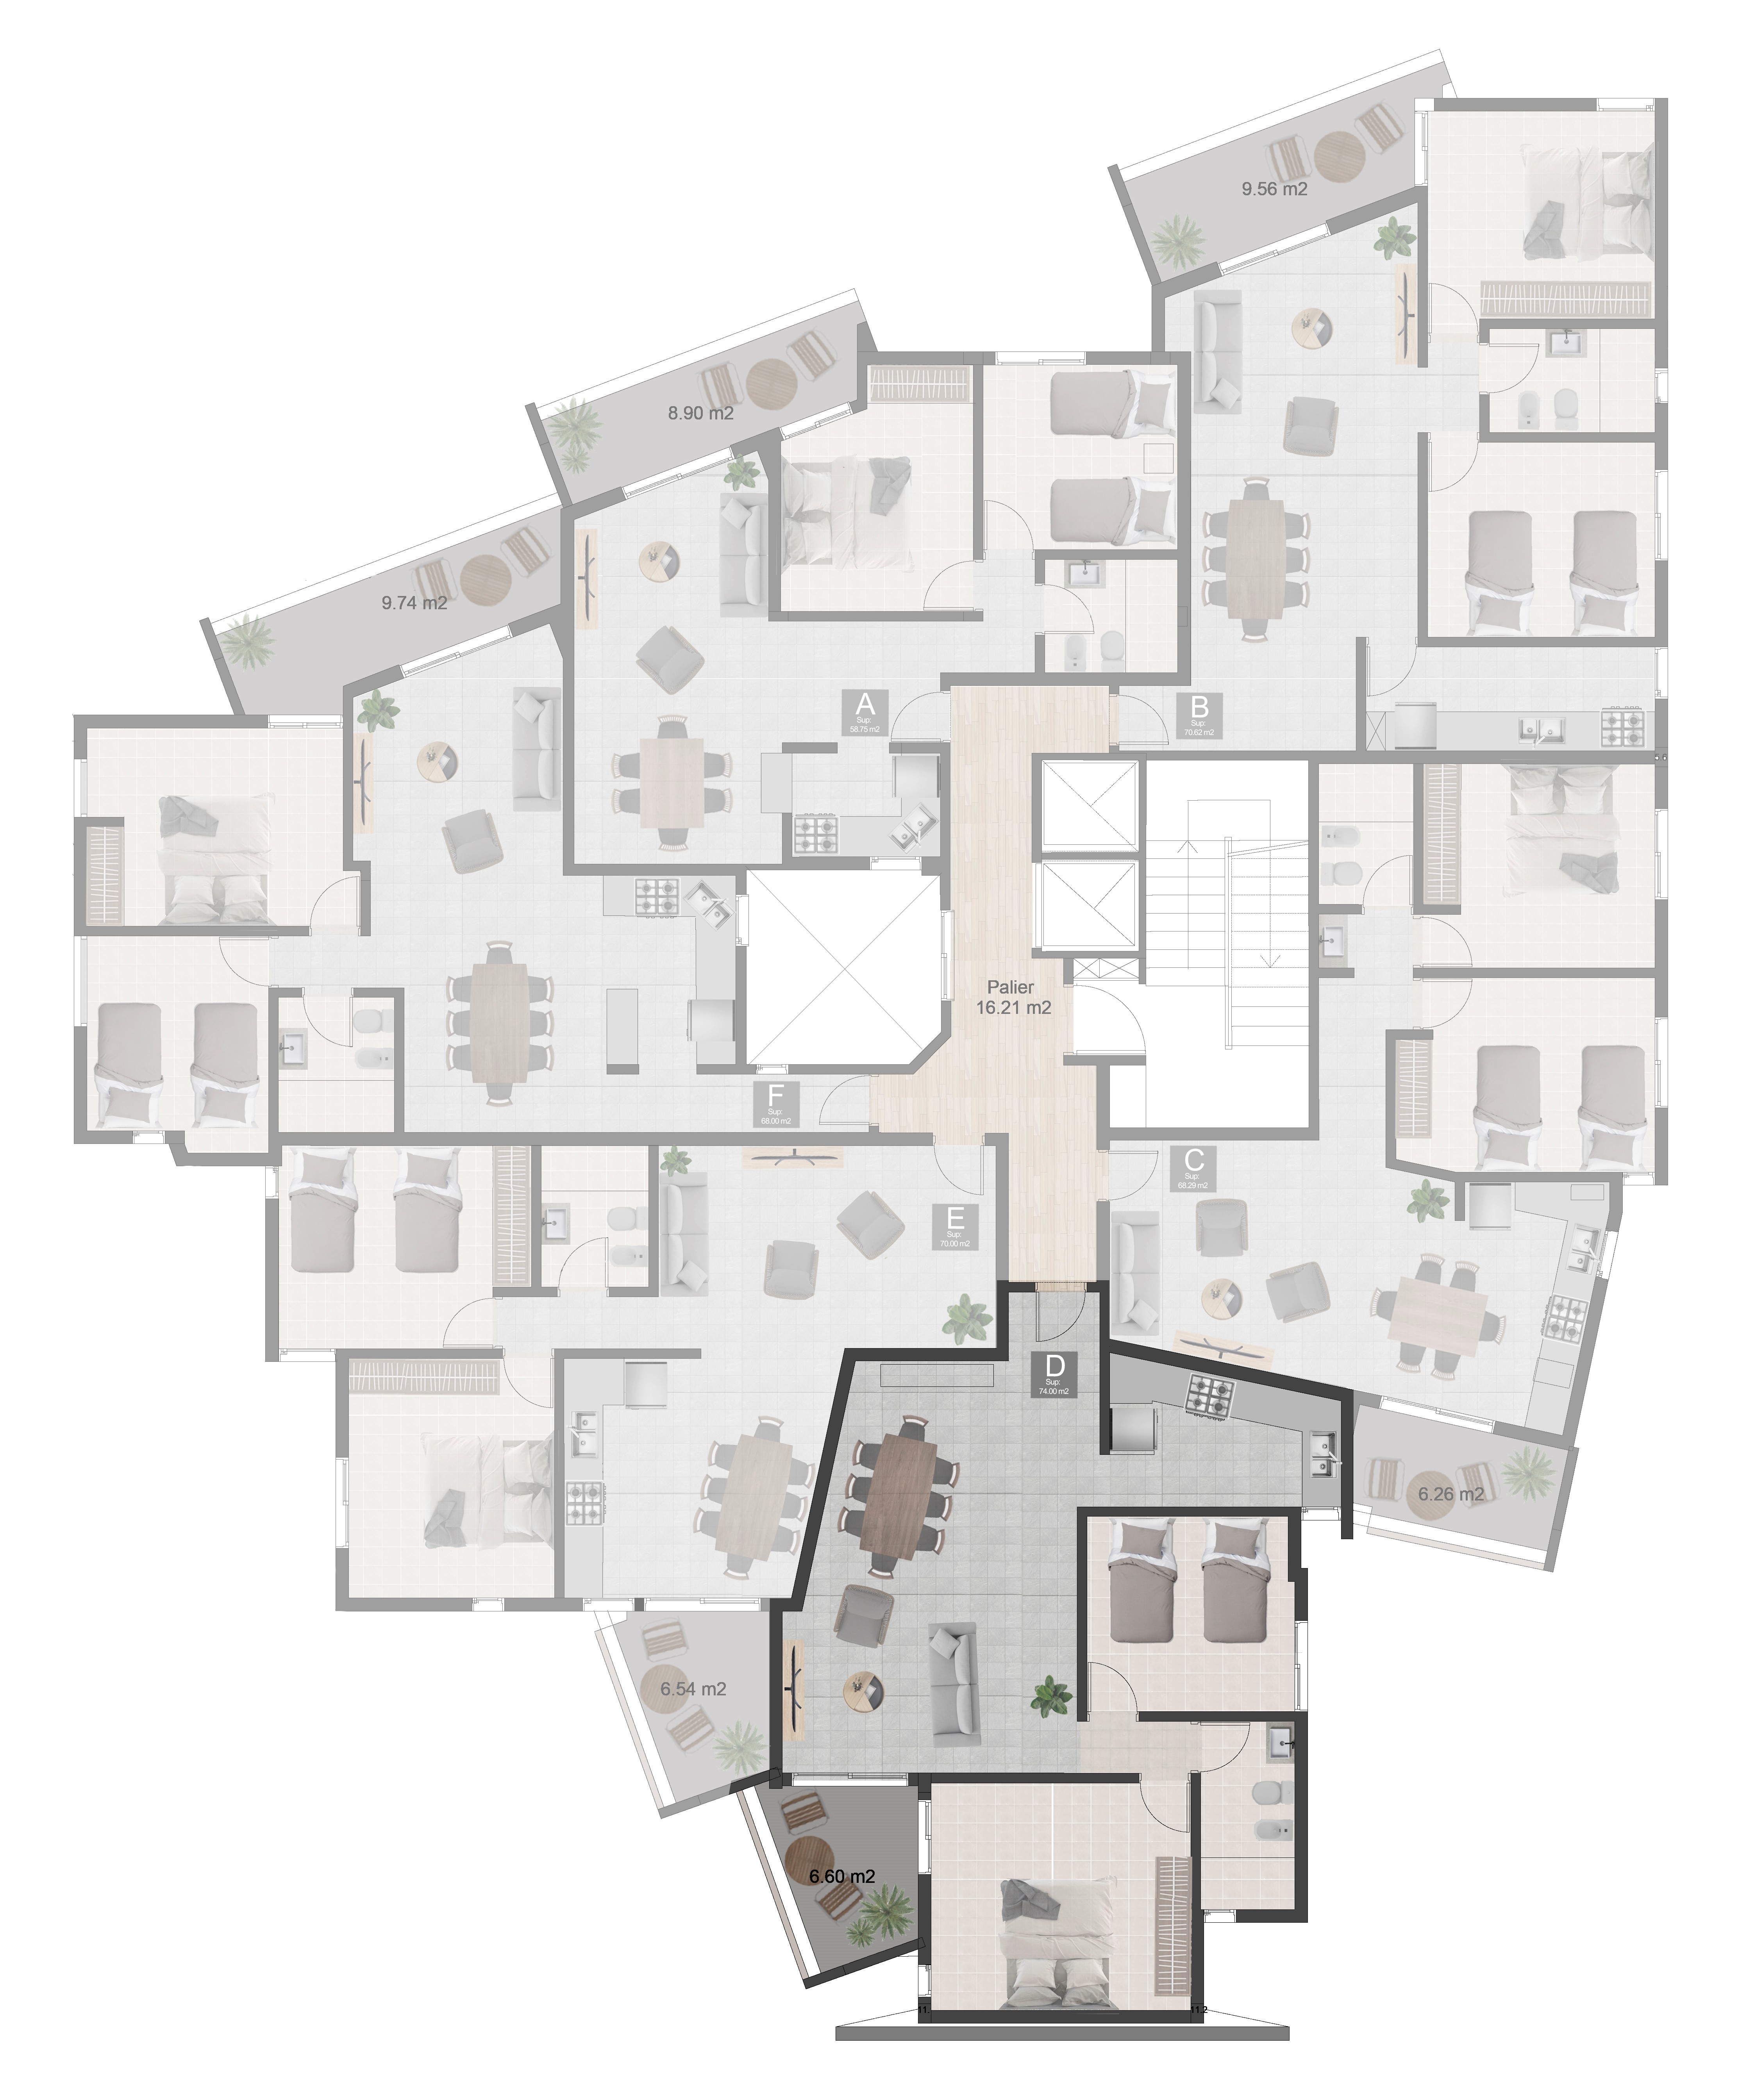 9.56 m2
8.90 m2
9.74 m2
A
Sup:
58.75 m2
B
Sup:
70.62 m2
Palier
16.21 m2
F
Sup:
68.00 m2
C
Sup:
68.29 m2
E
Sup:
70.00 m2
D
Sup:
74.00 m2
6.26 m2
6.54 m2
6.60 m2
11.2